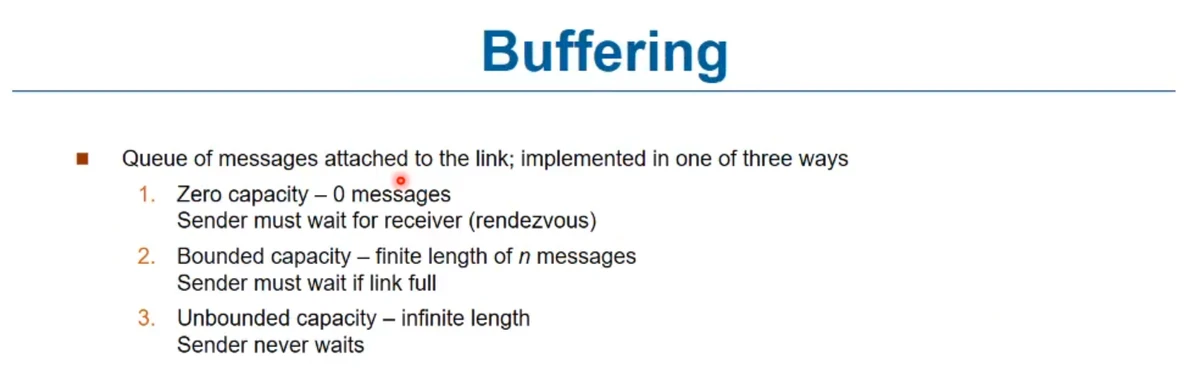 Buffering
■ Queue of messages attached to the link; implemented in one of three ways
1. Zero capacity – 0 messages
Sender must wait for receiver (rendezvous)
2. Bounded capacity – finite length of n messages
Sender must wait if link full
3. Unbounded capacity – infinite length
Sender never waits